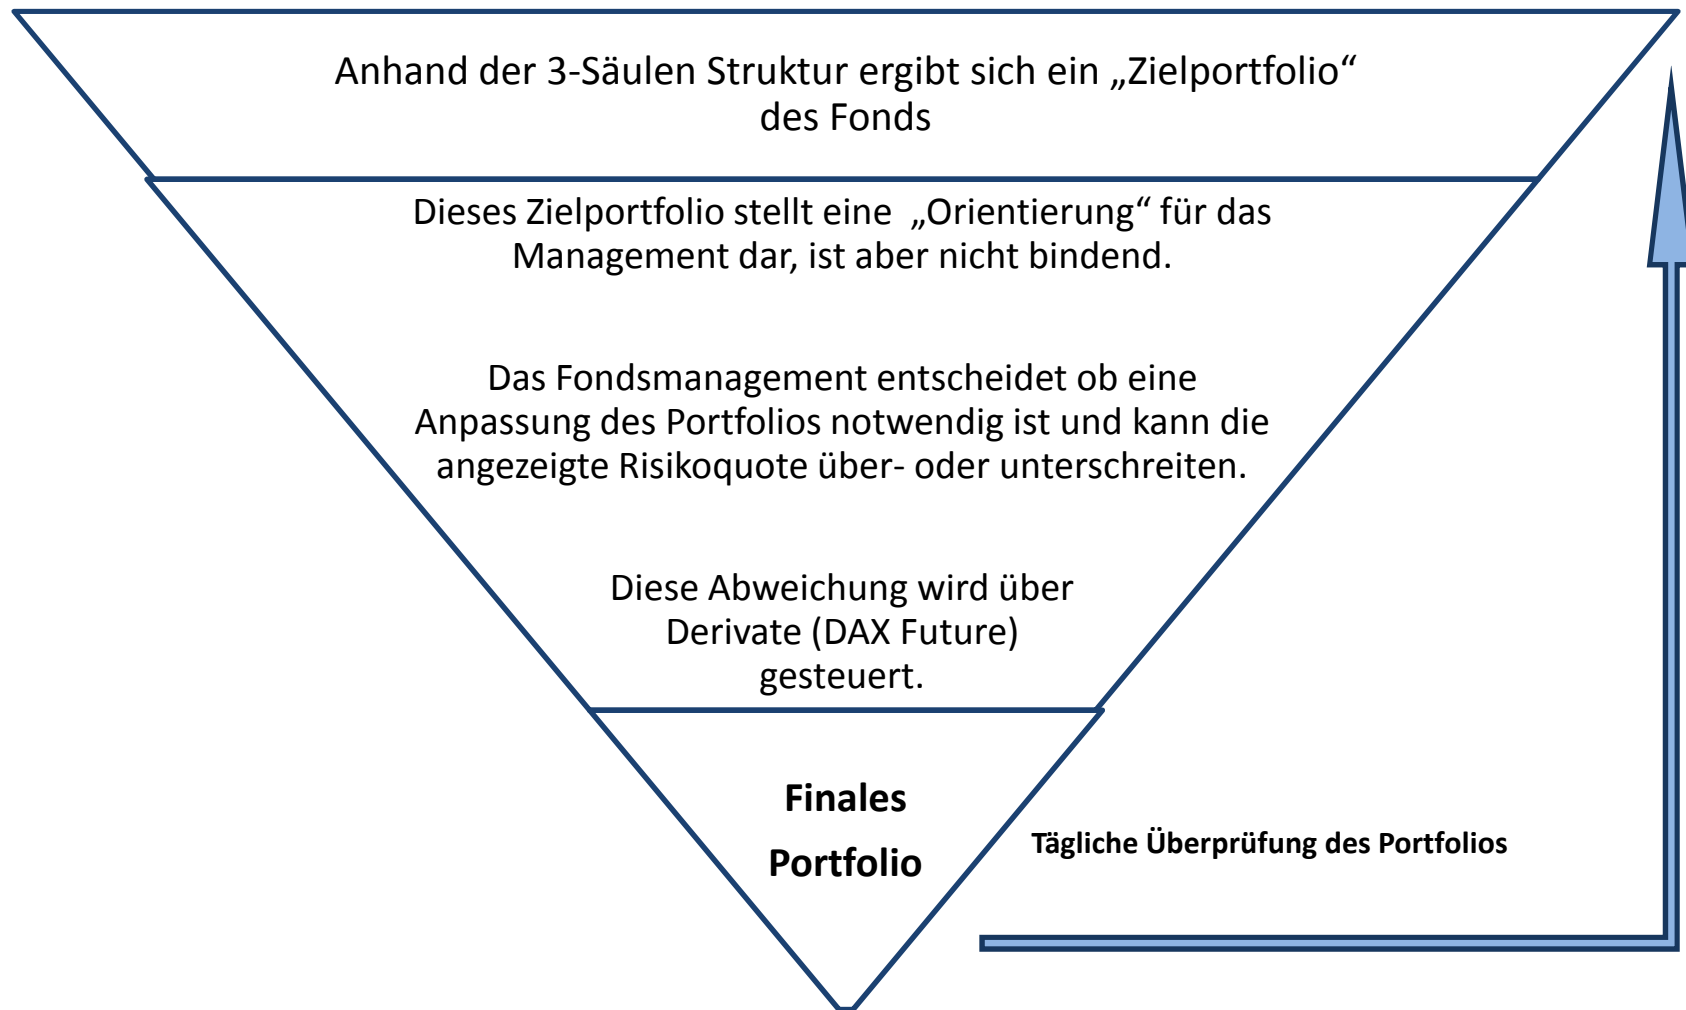 Anhand der 3-Säulen Struktur ergibt sich ein „Zielportfolio“
des Fonds
Dieses Zielportfolio stellt eine „Orientierung“ für das
Management dar, ist aber nicht bindend.
Das Fondsmanagement entscheidet ob eine
Anpassung des Portfolios notwendig ist und kann die
angezeigte Risikoquote über- oder unterschreiten.
Diese Abweichung wird über
Derivate (DAX Future)
gesteuert.
Finales
Portfolio
Tägliche Überprüfung des Portfolios